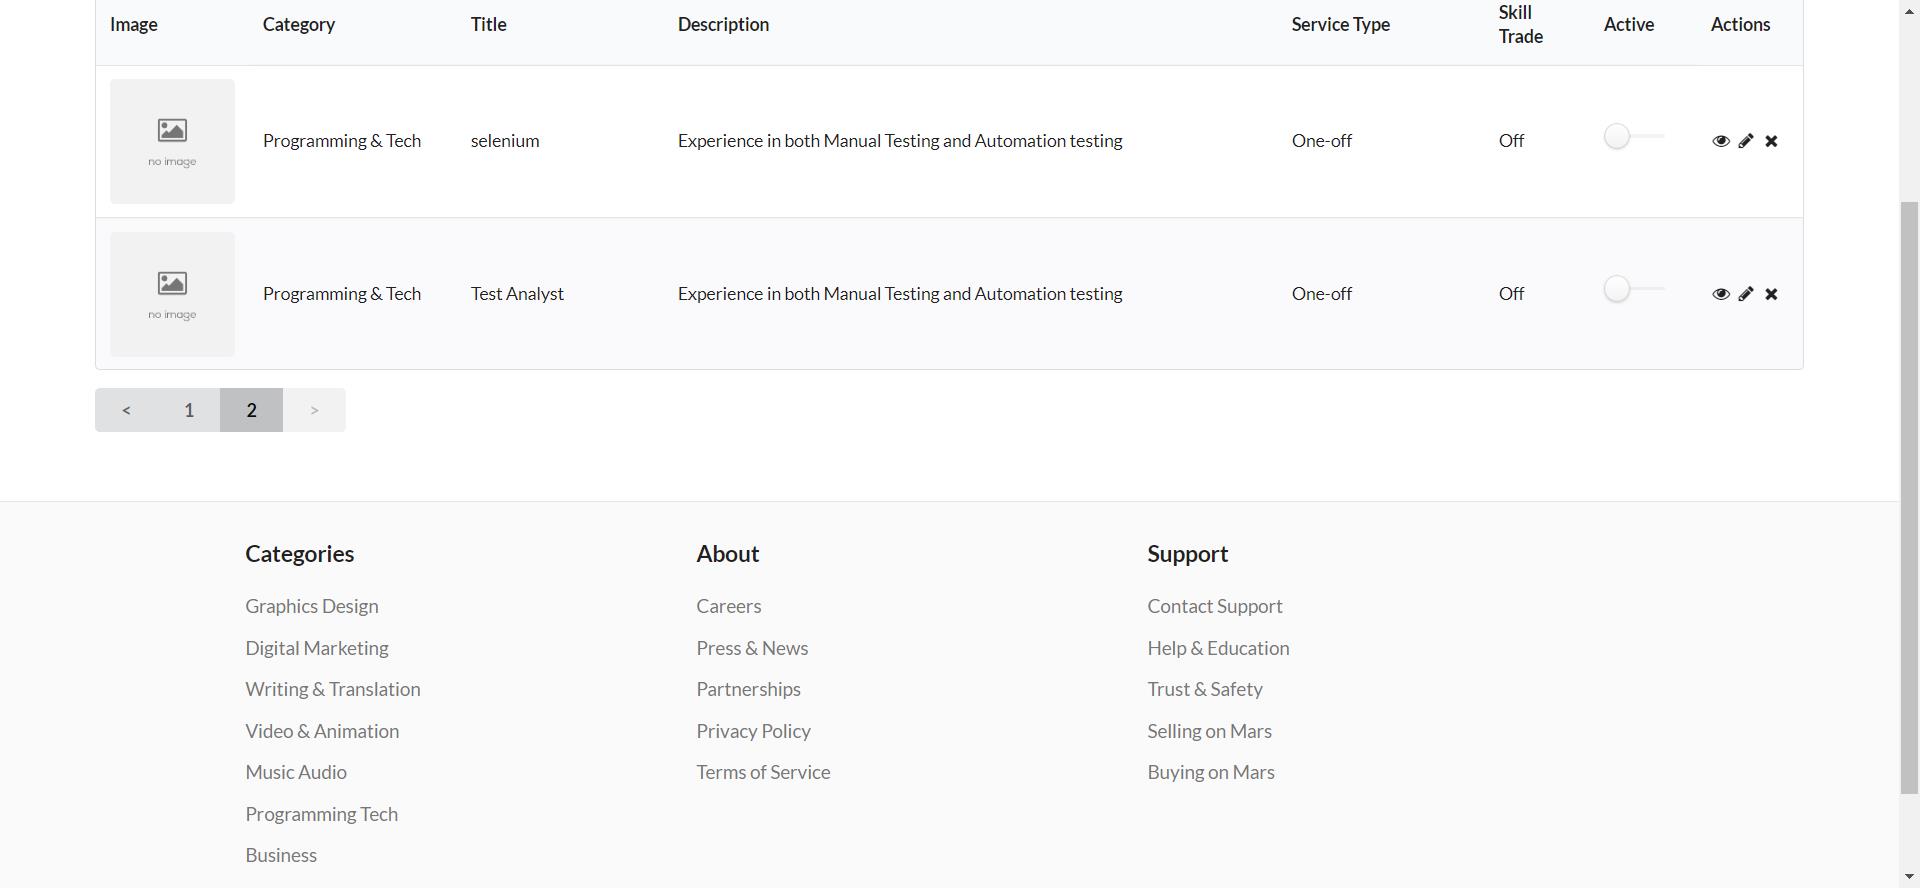 Image Category Title Description Service Type Skill Trade Active Actions
no image Programming & Tech selenium Experience in both Manual Testing and Automation testing One-off Off
no image Programming & Tech Test Analyst Experience in both Manual Testing and Automation testing One-off Off
< 1 2 >
Categories
Graphics Design
Digital Marketing
Writing & Translation
Video & Animation
Music Audio
Programming Tech
Business
About
Careers
Press & News
Partnerships
Privacy Policy
Terms of Service
Support
Contact Support
Help & Education
Trust & Safety
Selling on Mars
Buying on Mars